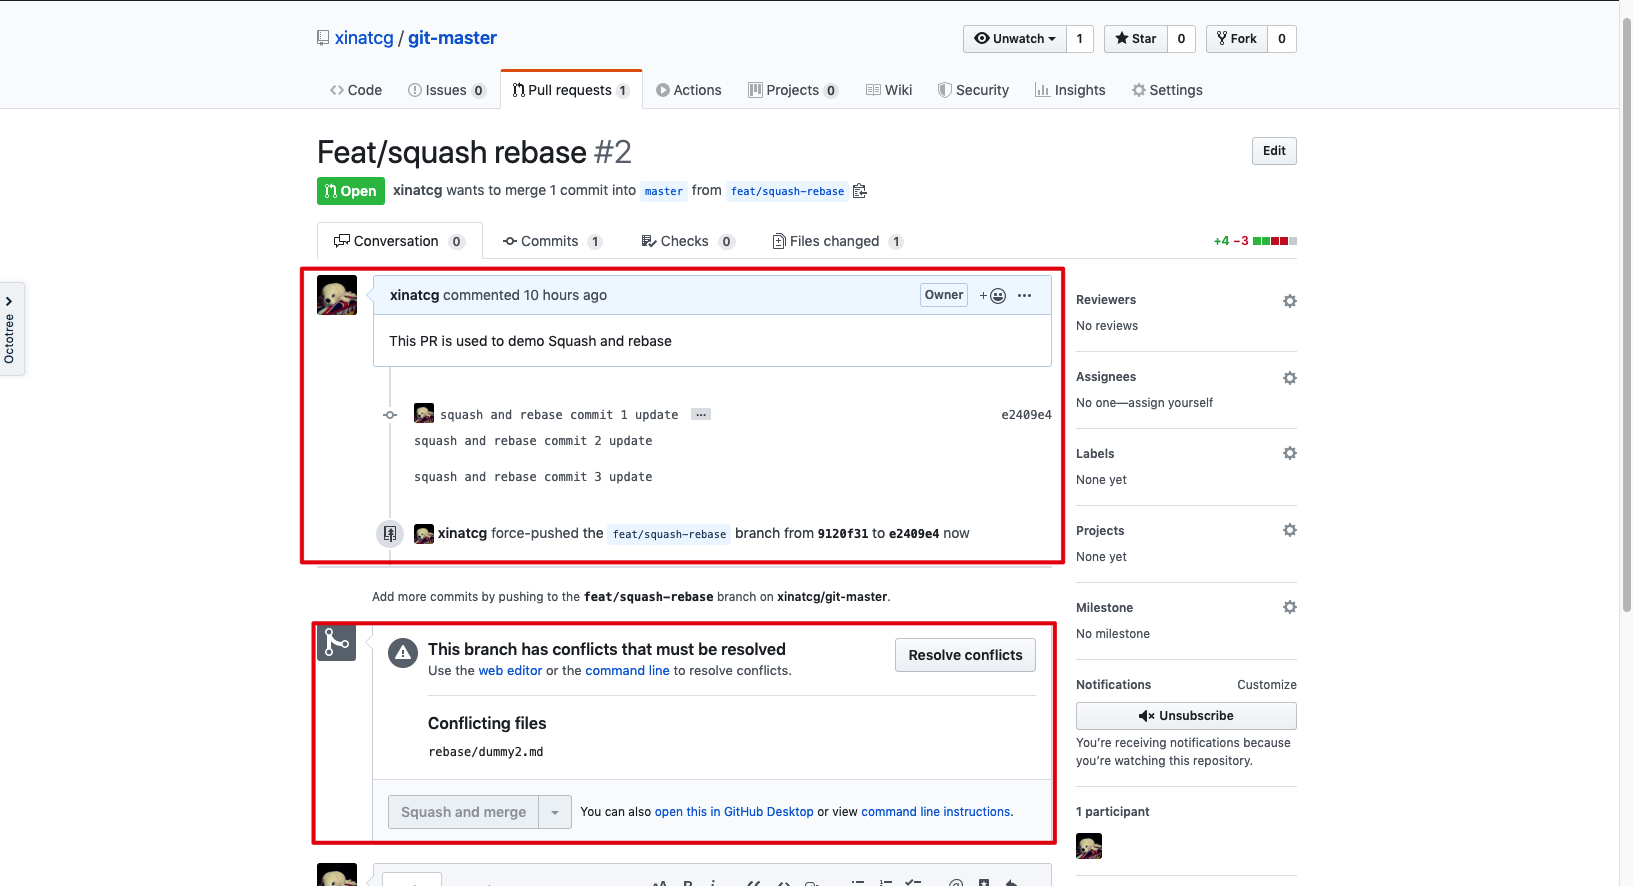 xinatcg / git-master
Unwatch 1 Star 0 Fork 0
Code Issues 0 Pull requests 1 Actions Projects 0 Wiki Security Insights Settings
Feat/squash rebase #2
Edit
Open xinatcg wants to merge 1 commit into master from feat/squash-rebase
Conversation 0 Commits 1 Checks 0 Files changed 1 +4 −3
Octotree
xinatcg commented 10 hours ago Owner + ...
This PR is used to demo Squash and rebase
squash and rebase commit 1 update ... e2409e4
squash and rebase commit 2 update
squash and rebase commit 3 update
xinatcg force-pushed the feat/squash-rebase branch from 9120f31 to e2409e4 now
Add more commits by pushing to the feat/squash-rebase branch on xinatcg/git-master.
This branch has conflicts that must be resolved
Use the web editor or the command line to resolve conflicts.
Resolve conflicts
Conflicting files
rebase/dummy2.md
Squash and merge You can also open this in GitHub Desktop or view command line instructions.
Reviewers
No reviews
Assignees
No one—assign yourself
Labels
None yet
Projects
None yet
Milestone
No milestone
Notifications Customize
Unsubscribe
You're receiving notifications because
you're watching this repository.
1 participant